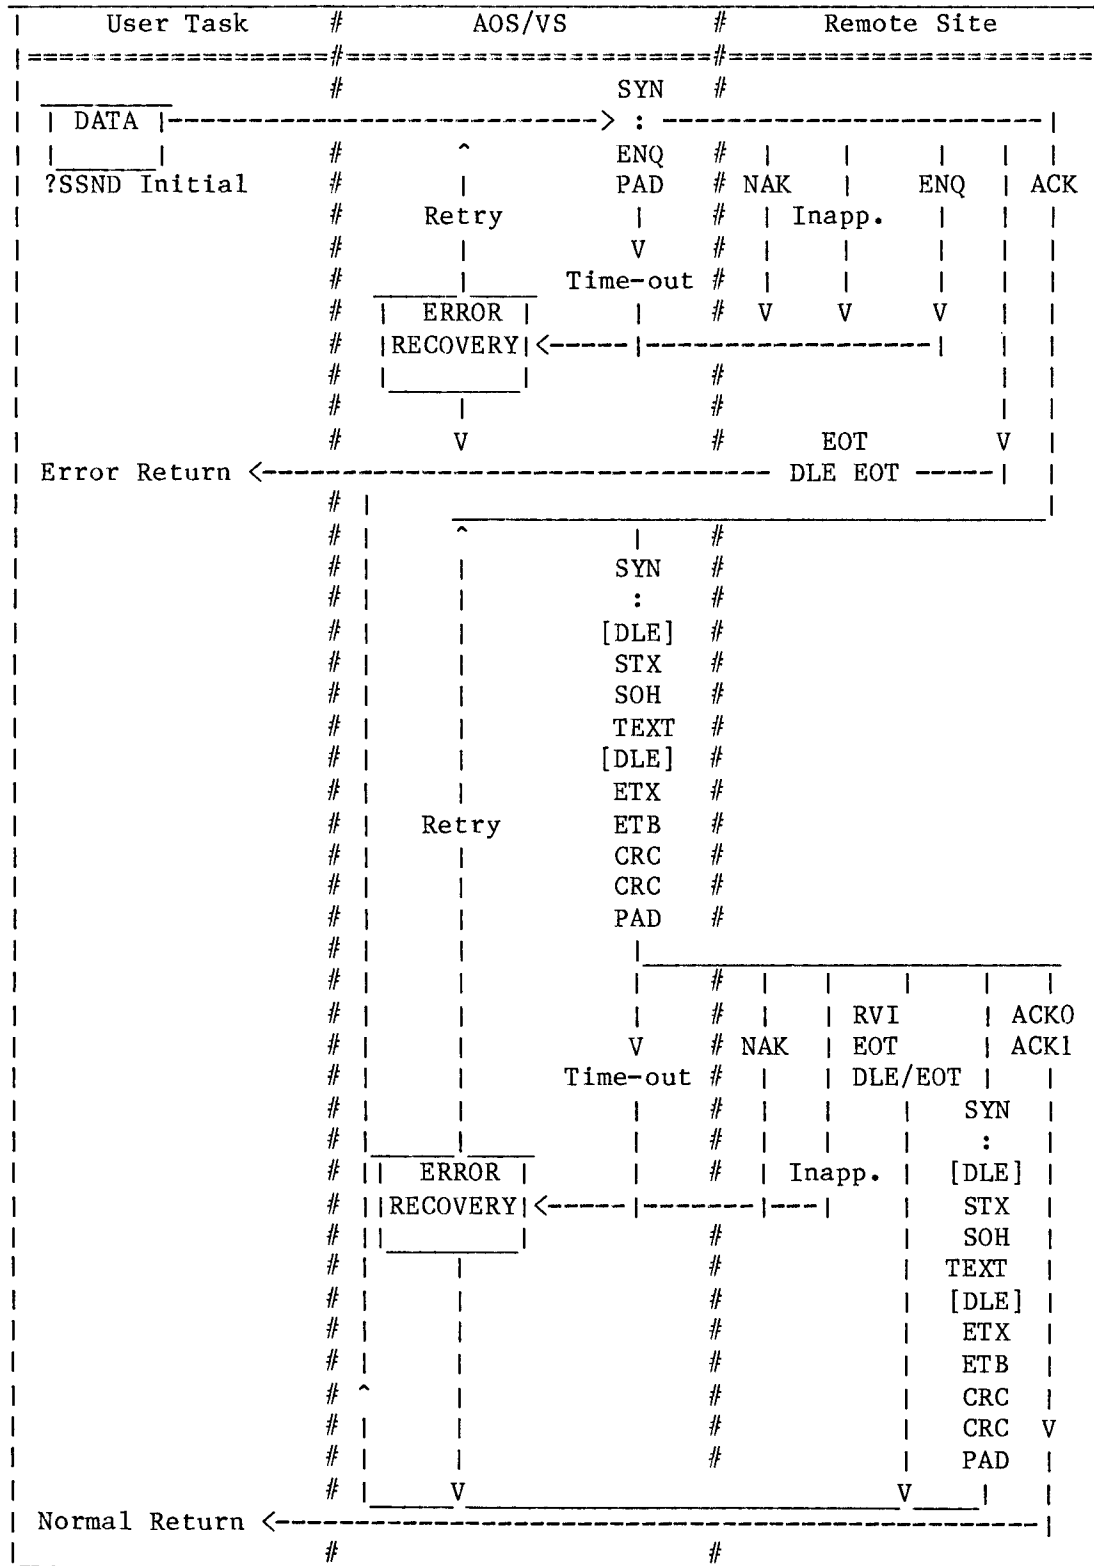 User Task # AOS/VS # Remote Site
# SYN #
DATA :
# ENQ #
?SSND Initial # PAD # NAK ENQ ACK
# Retry # Inapp.
# #
# Time-out #
# ERROR #
# RECOVERY
# #
#
# # EOT
Error Return DLE EOT
#
# #
# SYN #
# : #
# [DLE] #
# STX #
# SOH #
# TEXT #
# [DLE] #
# ETX #
# Retry ETB #
# CRC #
# CRC #
# PAD #
#
# #
# # RVI ACK0
# # NAK EOT ACK1
# Time-out # DLE/EOT
# # SYN
# # :
# ERROR # Inapp. [DLE]
# RECOVERY STX
# # SOH
# # TEXT
# # [DLE]
# # ETX
# # ETB
# # CRC
# # CRC
# # PAD
#
Normal Return
# #